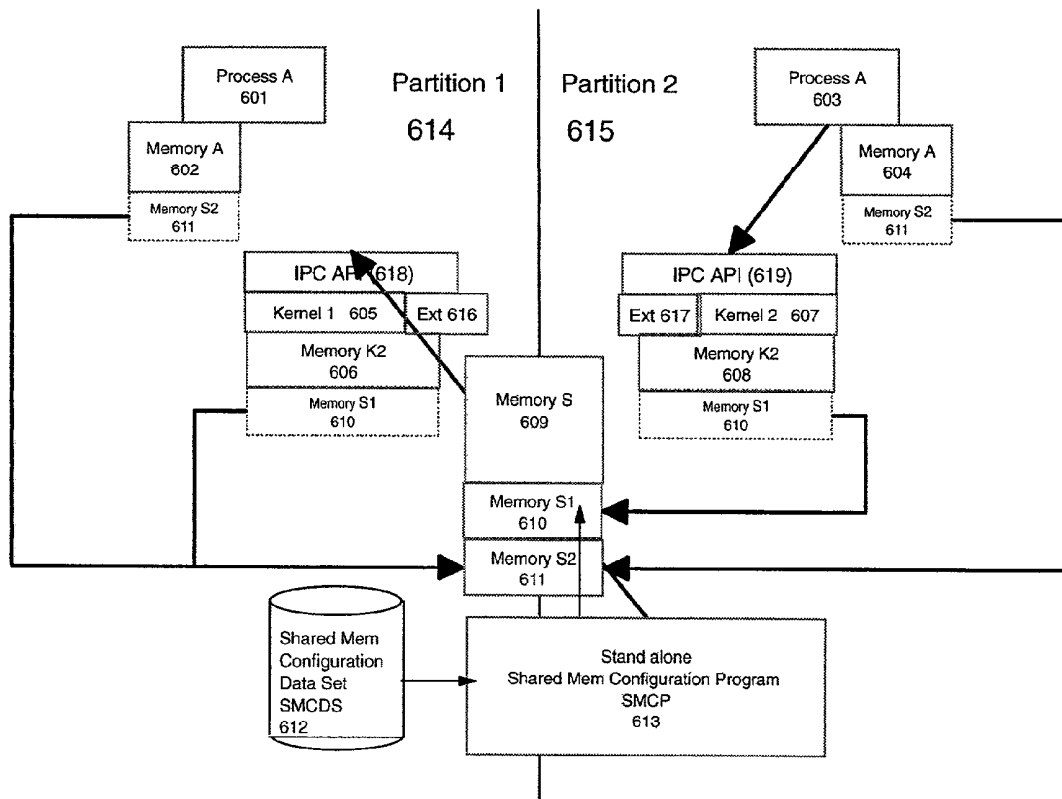 Partition 1
614
Partition 2
615
Process A
601
Memory A
602
Memory S2
611
IPC API (618)
Kernel 1 605
Ext 616
Memory K2
606
Memory S1
610
Process A
603
Memory A
604
Memory S2
611
IPC API (619)
Ext 617
Kernel 2 607
Memory K2
608
Memory S1
610
Memory S
609
Memory S1
610
Memory S2
611
Shared Mem
Configuration
Data Set
SMCDS
612
Stand alone
Shared Mem Configuration Program
SMCP
613